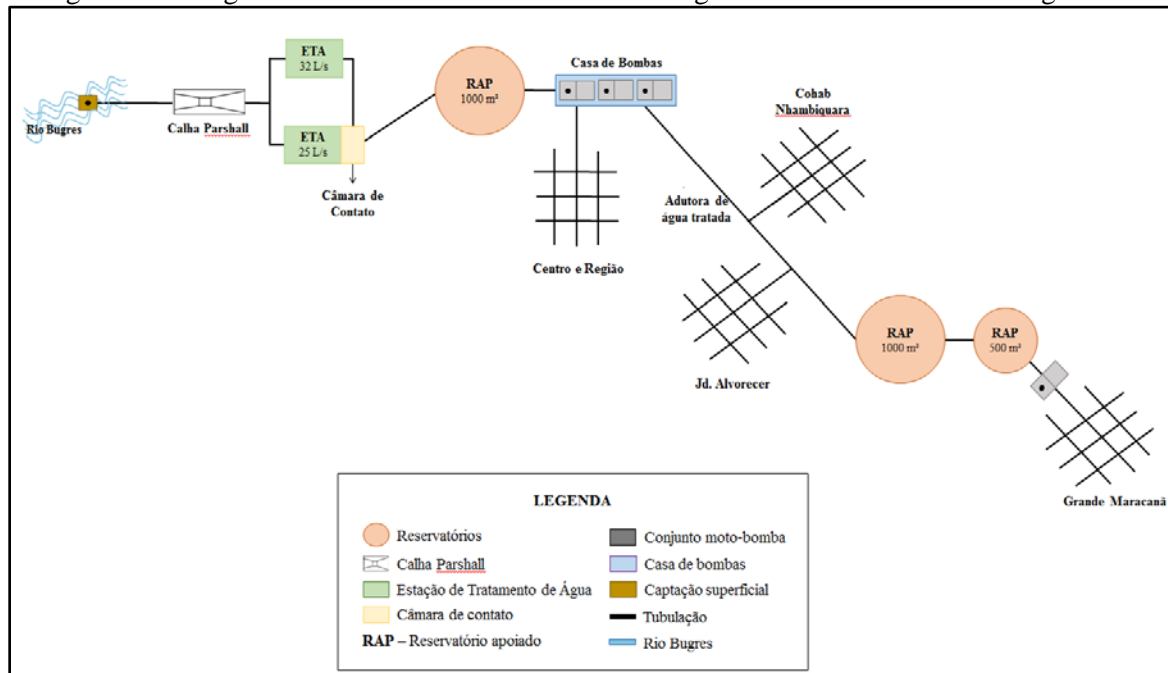 ETA
32 L/s
Rio Bugres
Calha Parshall
ETA
25 L/s
Câmara de
Contato
RAP
1000 m³
Casa de Bombas
Centro e Região
Adutora de
água tratada
Cohab
Nhambiquara
Jd. Alvorecer
RAP
1000 m³
RAP
500 m³
Grande Maracanã
LEGENDA
Reservatórios
Calha Parshall
Estação de Tratamento de Água
Câmara de contato
RAP – Reservatório apoiado
Conjunto moto-bomba
Casa de bombas
Captação superficial
Tubulação
Rio Bugres